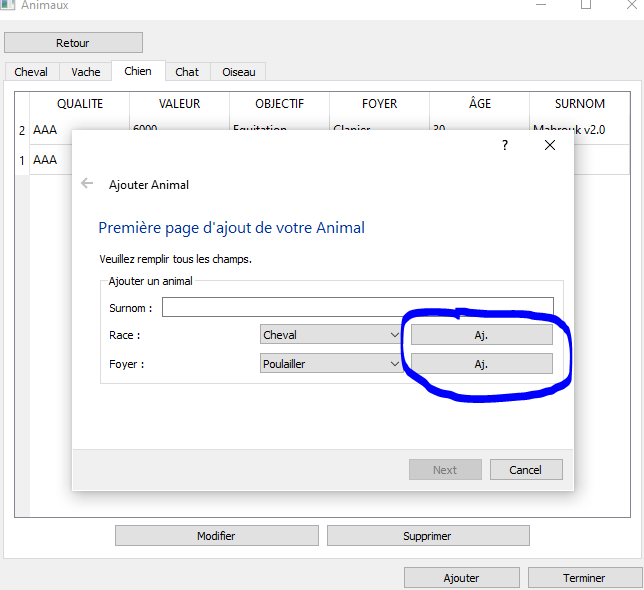 Animaux
Retour
Cheval Vache Chien Chat Oiseau
QUALITE VALEUR OBJECTIF FOYER ÂGE SURNOM
2 AAA 6000 Equitation Clapier 30 Mabrouk v2.0
1 AAA
?
Ajouter Animal
Première page d'ajout de votre Animal
Veuillez remplir tous les champs.
Ajouter un animal
Surnom :
Race : Cheval Aj.
Foyer : Poulailler Aj.
Next Cancel
Modifier Supprimer
Ajouter Terminer